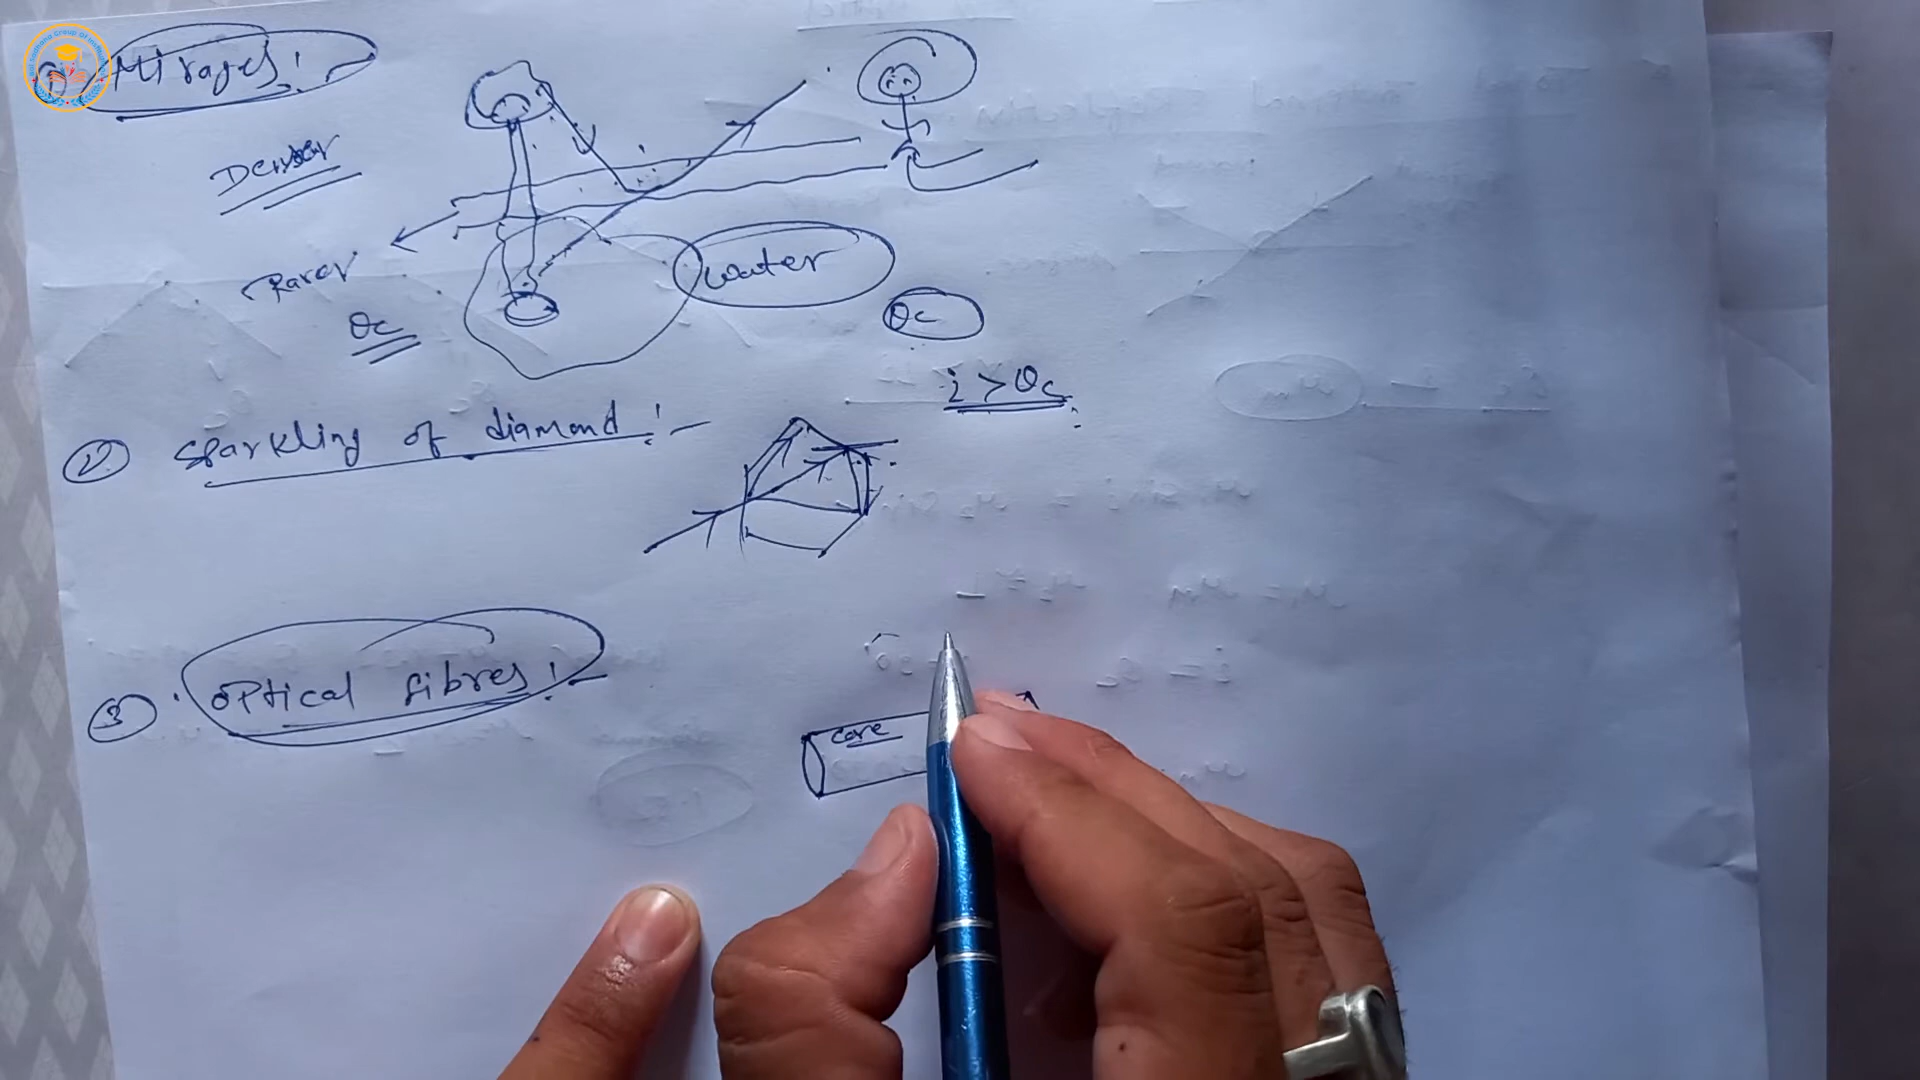 Mirages :
Denser
Rarer
θc
water
θc
i > θc
② Sparkling of diamond :-
③ optical fibres :-
core